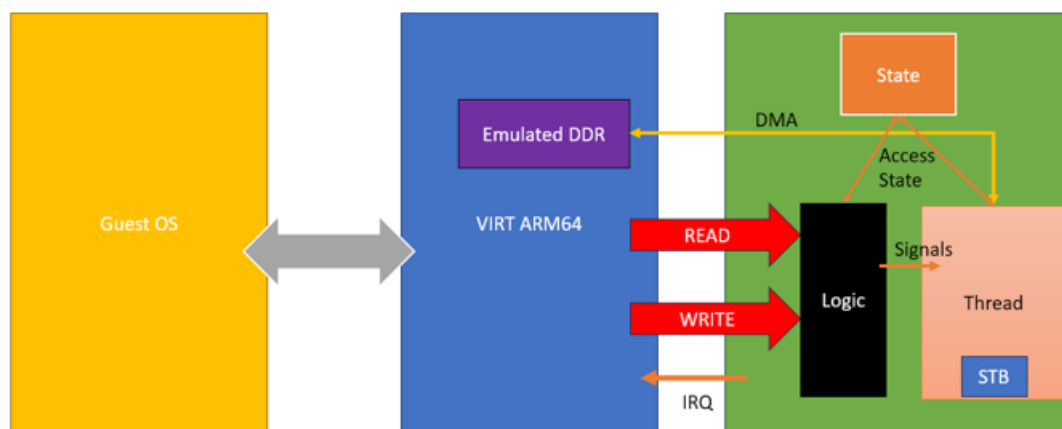 State
Emulated DDR
DMA
Access
State
Guest OS
VIRT ARM64
READ
Signals
Logic
Thread
WRITE
STB
IRQ